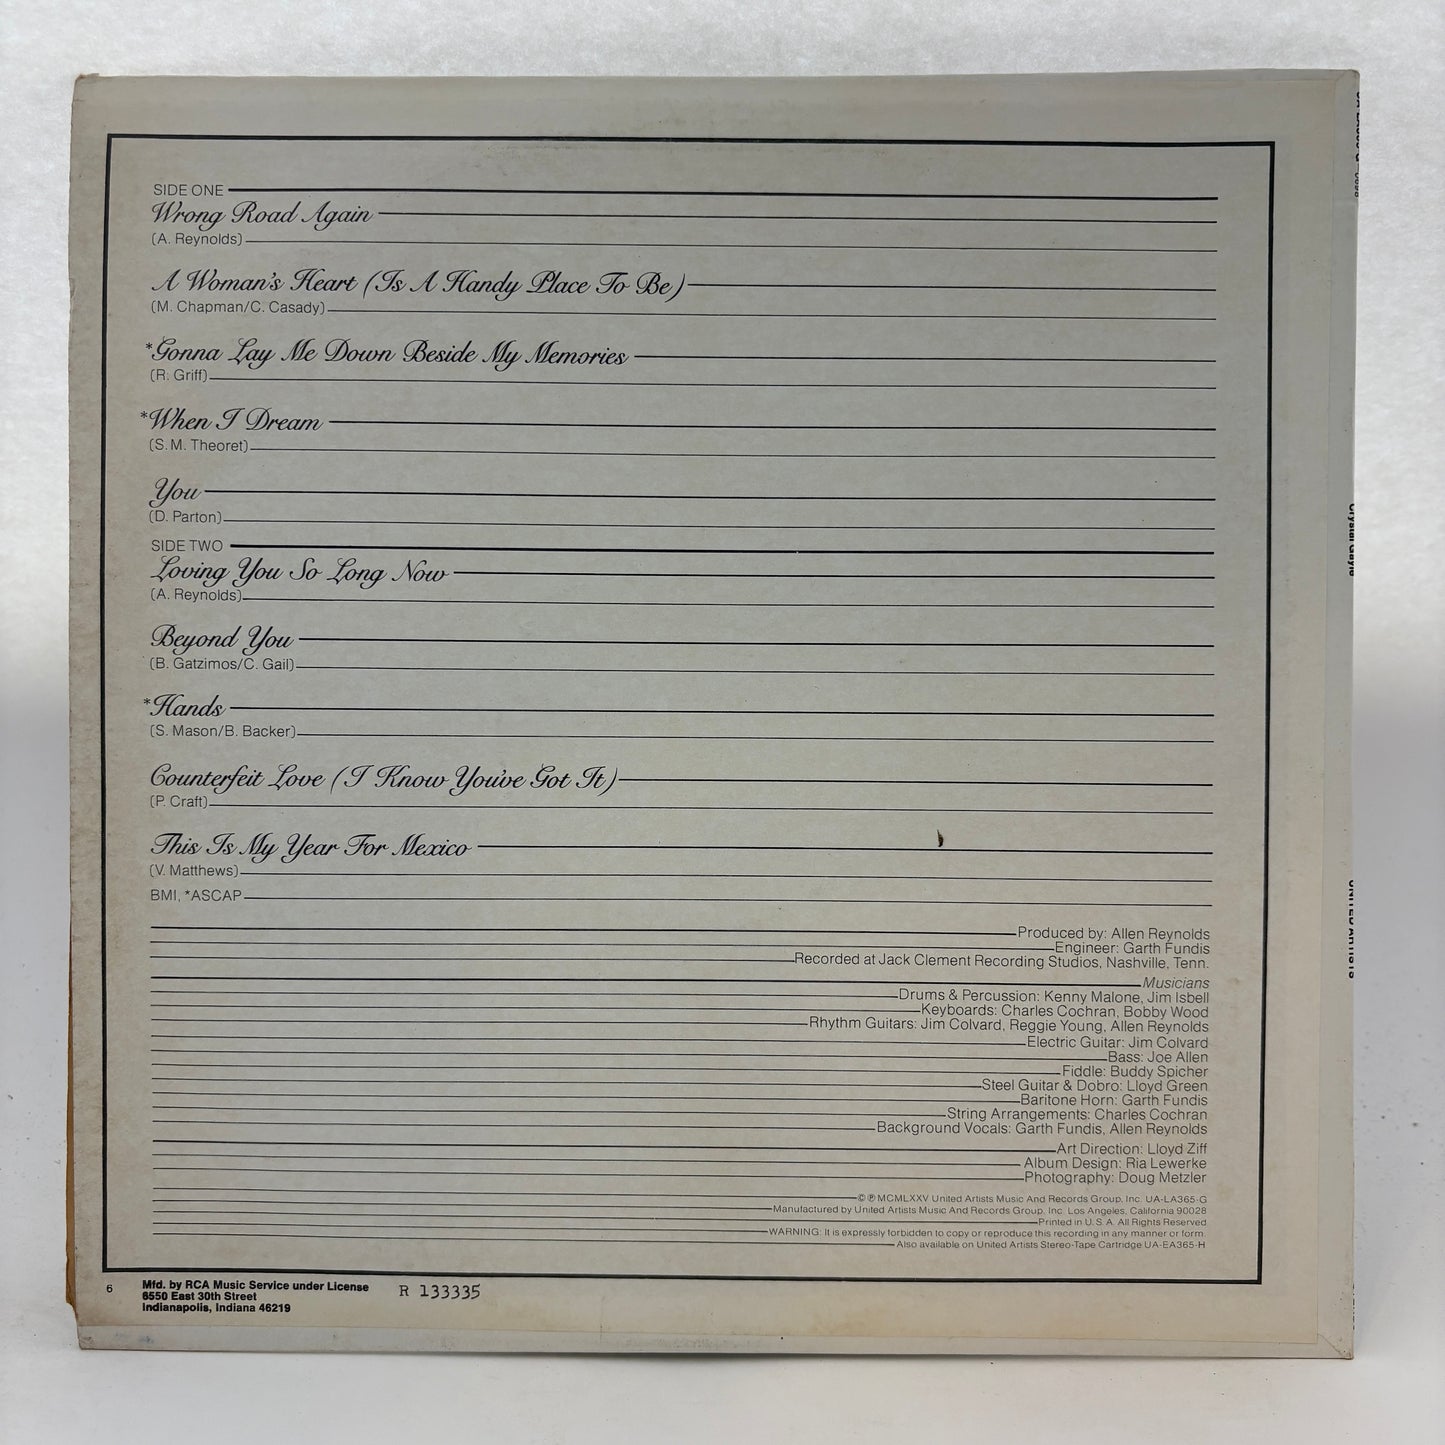 SIDE ONE
Wrong Road Again
(A. Reynolds)
A Woman's Heart (Is A Handy Place To Be)
(M. Chapman/C. Casady)
*Gonna Lay Me Down Beside My Memories
(R. Griff)
*When I Dream
(S. M. Theoret)
You
(D. Parton)
SIDE TWO
Loving You So Long Now
(A. Reynolds)
Beyond You
(B. Gatzimos/C. Gail)
*Hands
(S. Mason/B. Backer)
Counterfeit Love (I Know You've Got It)
(P. Craft)
This Is My Year For Mexico
(V. Matthews)
BMI, *ASCAP
Produced by: Allen Reynolds
Engineer: Garth Fundis
Recorded at Jack Clement Recording Studios, Nashville, Tenn.
Musicians
Drums & Percussion: Kenny Malone, Jim Isbell
Keyboards: Charles Cochran, Bobby Wood
Rhythm Guitars: Jim Colvard, Reggie Young, Allen Reynolds
Electric Guitar: Jim Colvard
Bass: Joe Allen
Fiddle: Buddy Spicher
Steel Guitar & Dobro: Lloyd Green
Baritone Horn: Garth Fundis
String Arrangements: Charles Cochran
Background Vocals: Garth Fundis, Allen Reynolds
Art Direction: Lloyd Ziff
Album Design: Ria Lewerke
Photography: Doug Metzler
© ℗ MCMLXXV United Artists Music And Records Group, Inc. UA-LA365-G
Manufactured by United Artists Music And Records Group, Inc. Los Angeles, California 90028
Printed in U. S. A. All Rights Reserved
WARNING: It is expressly forbidden to copy or reproduce this recording in any manner or form.
Also available on United Artists Stereo-Tape Cartridge UA-EA365-H
6
Mfd. by RCA Music Service under License
6550 East 30th Street
Indianapolis, Indiana 46219
R 133335
Crystal Gayle
UNITED ARTISTS